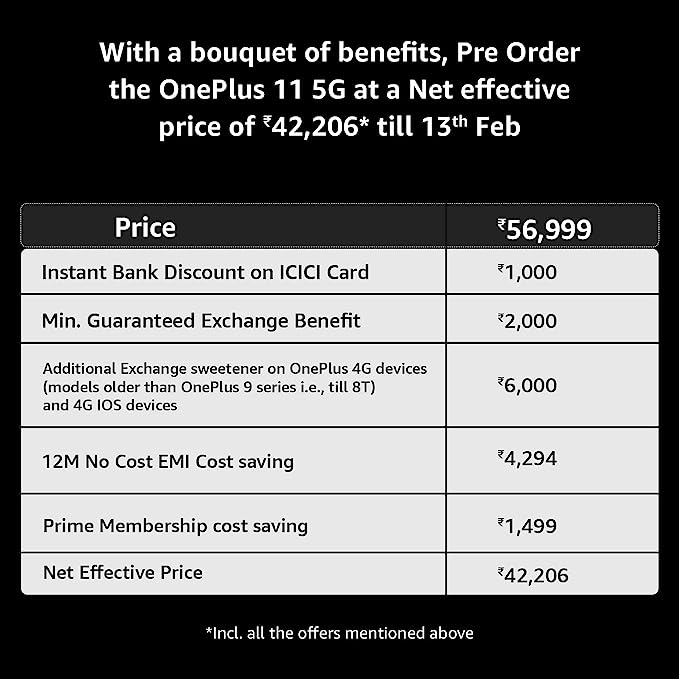 With a bouquet of benefits, Pre Order
the OnePlus 11 5G at a Net effective
price of ₹42,206* till 13th Feb
Price ₹56,999
Instant Bank Discount on ICICI Card ₹1,000
Min. Guaranteed Exchange Benefit ₹2,000
Additional Exchange sweetener on OnePlus 4G devices
(models older than OnePlus 9 series i.e., till 8T) ₹6,000
and 4G IOS devices
12M No Cost EMI Cost saving ₹4,294
Prime Membership cost saving ₹1,499
Net Effective Price ₹42,206
*Incl. all the offers mentioned above